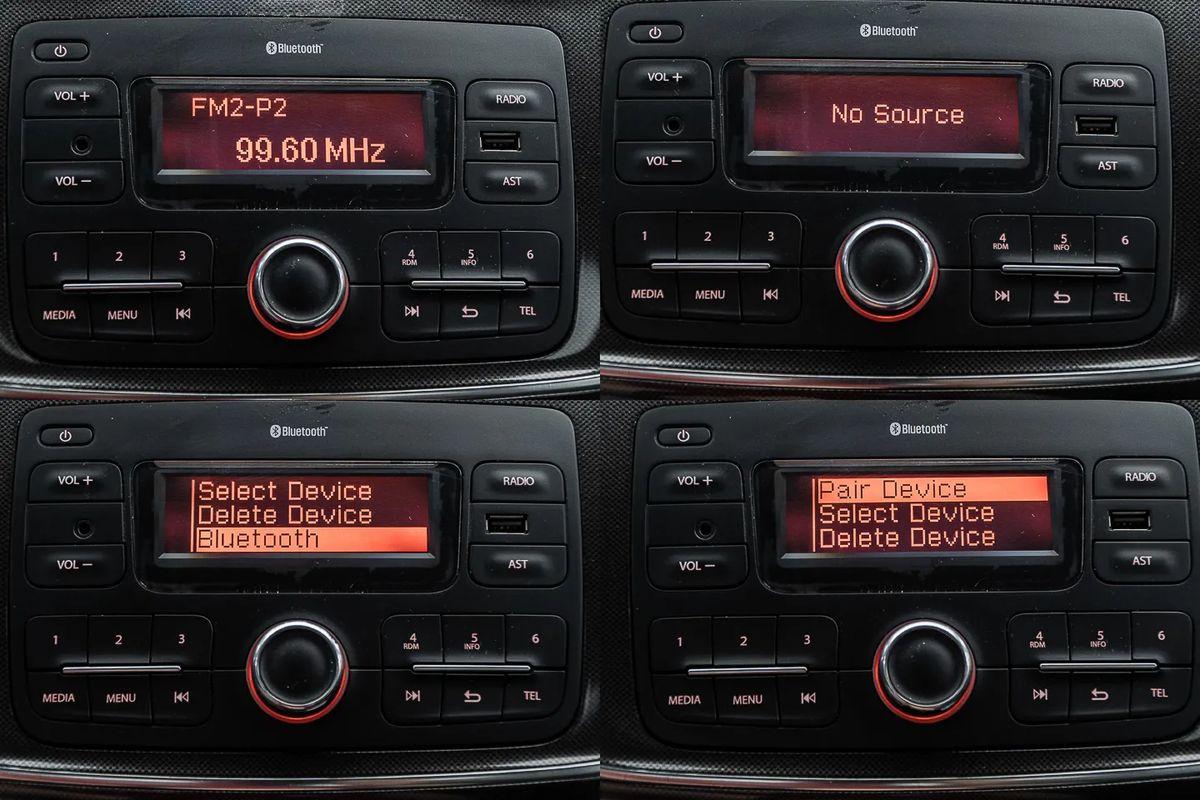 Bluetooth
VOL +
FM2-P2
RADIO
99.60 MHz
VOL −
AST
1 2 3
4 RDM 5 INFO 6
MEDIA MENU
TEL
Bluetooth
VOL +
No Source
RADIO
VOL −
AST
1 2 3
4 RDM 5 INFO 6
MEDIA MENU
TEL
Bluetooth
VOL +
Select Device
RADIO
Delete Device
Bluetooth
VOL −
AST
1 2 3
4 RDM 5 INFO 6
MEDIA MENU
TEL
Bluetooth
VOL +
Pair Device
RADIO
Select Device
Delete Device
VOL −
AST
1 2 3
4 RDM 5 INFO 6
MEDIA MENU
TEL